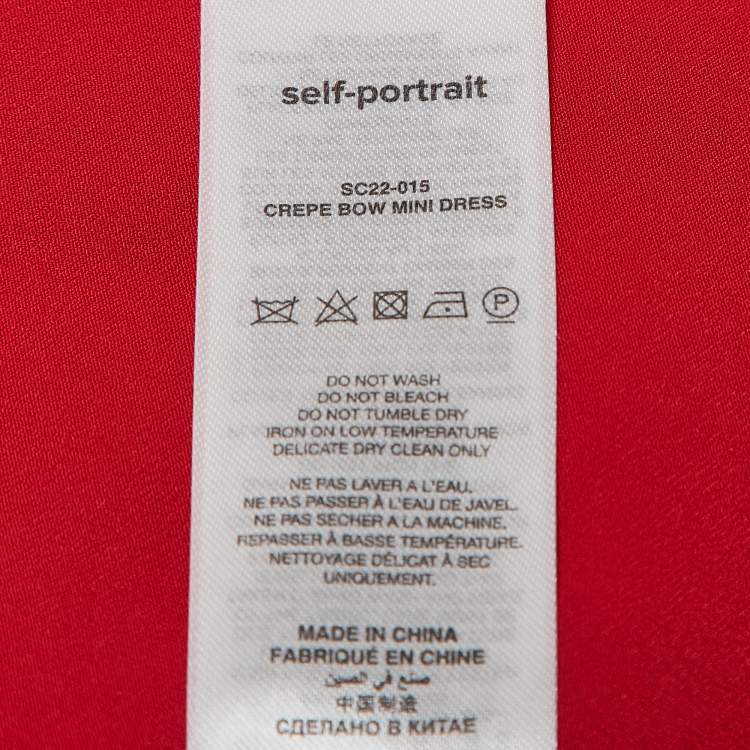 self-portrait
SC22-015
CREPE BOW MINI DRESS
P
DO NOT WASH
DO NOT BLEACH
DO NOT TUMBLE DRY
IRON ON LOW TEMPERATURE
DELICATE DRY CLEAN ONLY
NE PAS LAVER A L'EAU.
NE PAS PASSER À L'EAU DE JAVEL.
NE PAS SECHER A LA MACHINE.
REPASSER À BASSE TEMPÉRATURE.
NETTOYAGE DÉLICAT À SEC
UNIQUEMENT.
MADE IN CHINA
FABRIQUÉ EN CHINE
صنع في الصين
中国制造
СДЕЛАНО В КИТАЕ